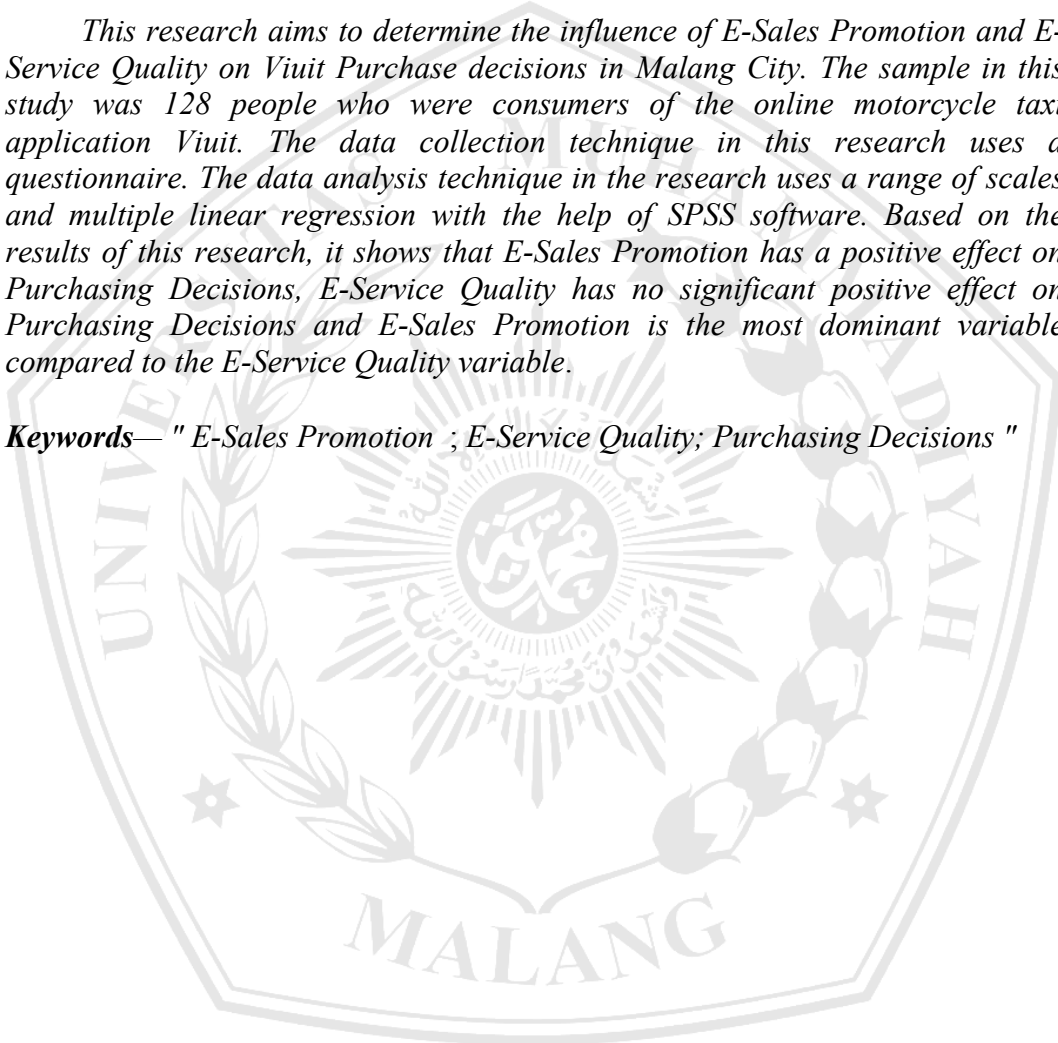 This research aims to determine the influence of E-Sales Promotion and E-
Service Quality on Viuit Purchase decisions in Malang City. The sample in this
study was 128 people who were consumers of the online motorcycle taxi
application Viuit. The data collection technique in this research uses a
questionnaire. The data analysis technique in the research uses a range of scales
and multiple linear regression with the help of SPSS software. Based on the
results of this research, it shows that E-Sales Promotion has a positive effect on
Purchasing Decisions, E-Service Quality has no significant positive effect on
Purchasing Decisions and E-Sales Promotion is the most dominant variable
compared to the E-Service Quality variable.
Keywords— " E-Sales Promotion ; E-Service Quality; Purchasing Decisions "
UNIVERSITAS MUHAMMADIYAH
MALANG